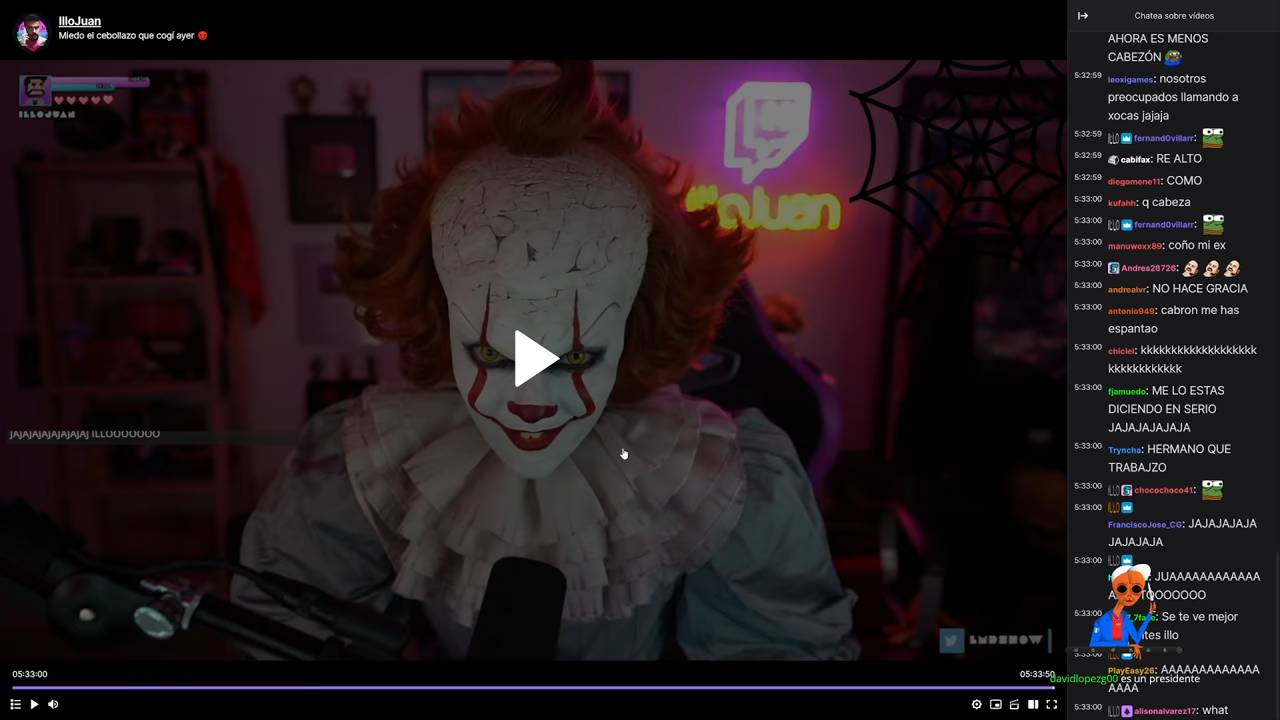 IlloJuan
Miedo el cebollazo que cogí ayer
ILLOJUAN
illoJuan
JAJAJAJAJAJAJAJ ILLOOOOOOO
LMDSHOW
05:33:00
05:33:50
Chatea sobre vídeos
AHORA ES MENOS
CABEZÓN
5:32:59 leoxigames: nosotros
preocupados llamando a
xocas jajaja
5:32:59 fernand0villarr:
5:32:59 cabifax: RE ALTO
5:32:59 diegomene11: COMO
5:33:00 kufahh: q cabeza
5:33:00 fernand0villarr:
5:33:00 manuwexx89: coño mi ex
5:33:00 Andres26726:
5:33:00 andrealvr: NO HACE GRACIA
5:33:00 antonio949: cabron me has
espantao
5:33:00 chiciel: kkkkkkkkkkkkkkkkkkk
kkkkkkkkkkkk
5:33:00 fjamuedo: ME LO ESTAS
DICIENDO EN SERIO
JAJAJAJAJAJA
5:33:00 Tryncha: HERMANO QUE
TRABAJZO
5:33:00 chocochoco41:
5:33:00
FranciscoJose_CG: JAJAJAJAJA
JAJAJAJA
5:33:00
JUAAAAAAAAAAAA
5:33:00 Se te ve mejor
illo
5:33:00
PlayEasy26: AAAAAAAAAAAAA
AAAA
davidlopezg00 es un presidente
5:33:00 alisonalvarez17: what